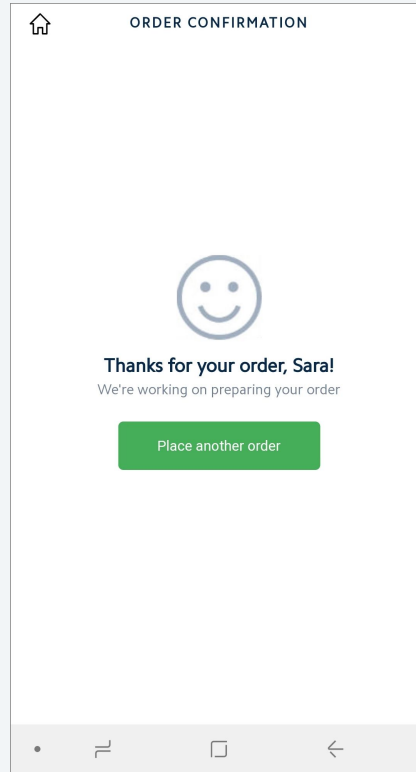 ORDER CONFIRMATION
Thanks for your order, Sara!
We're working on preparing your order
Place another order